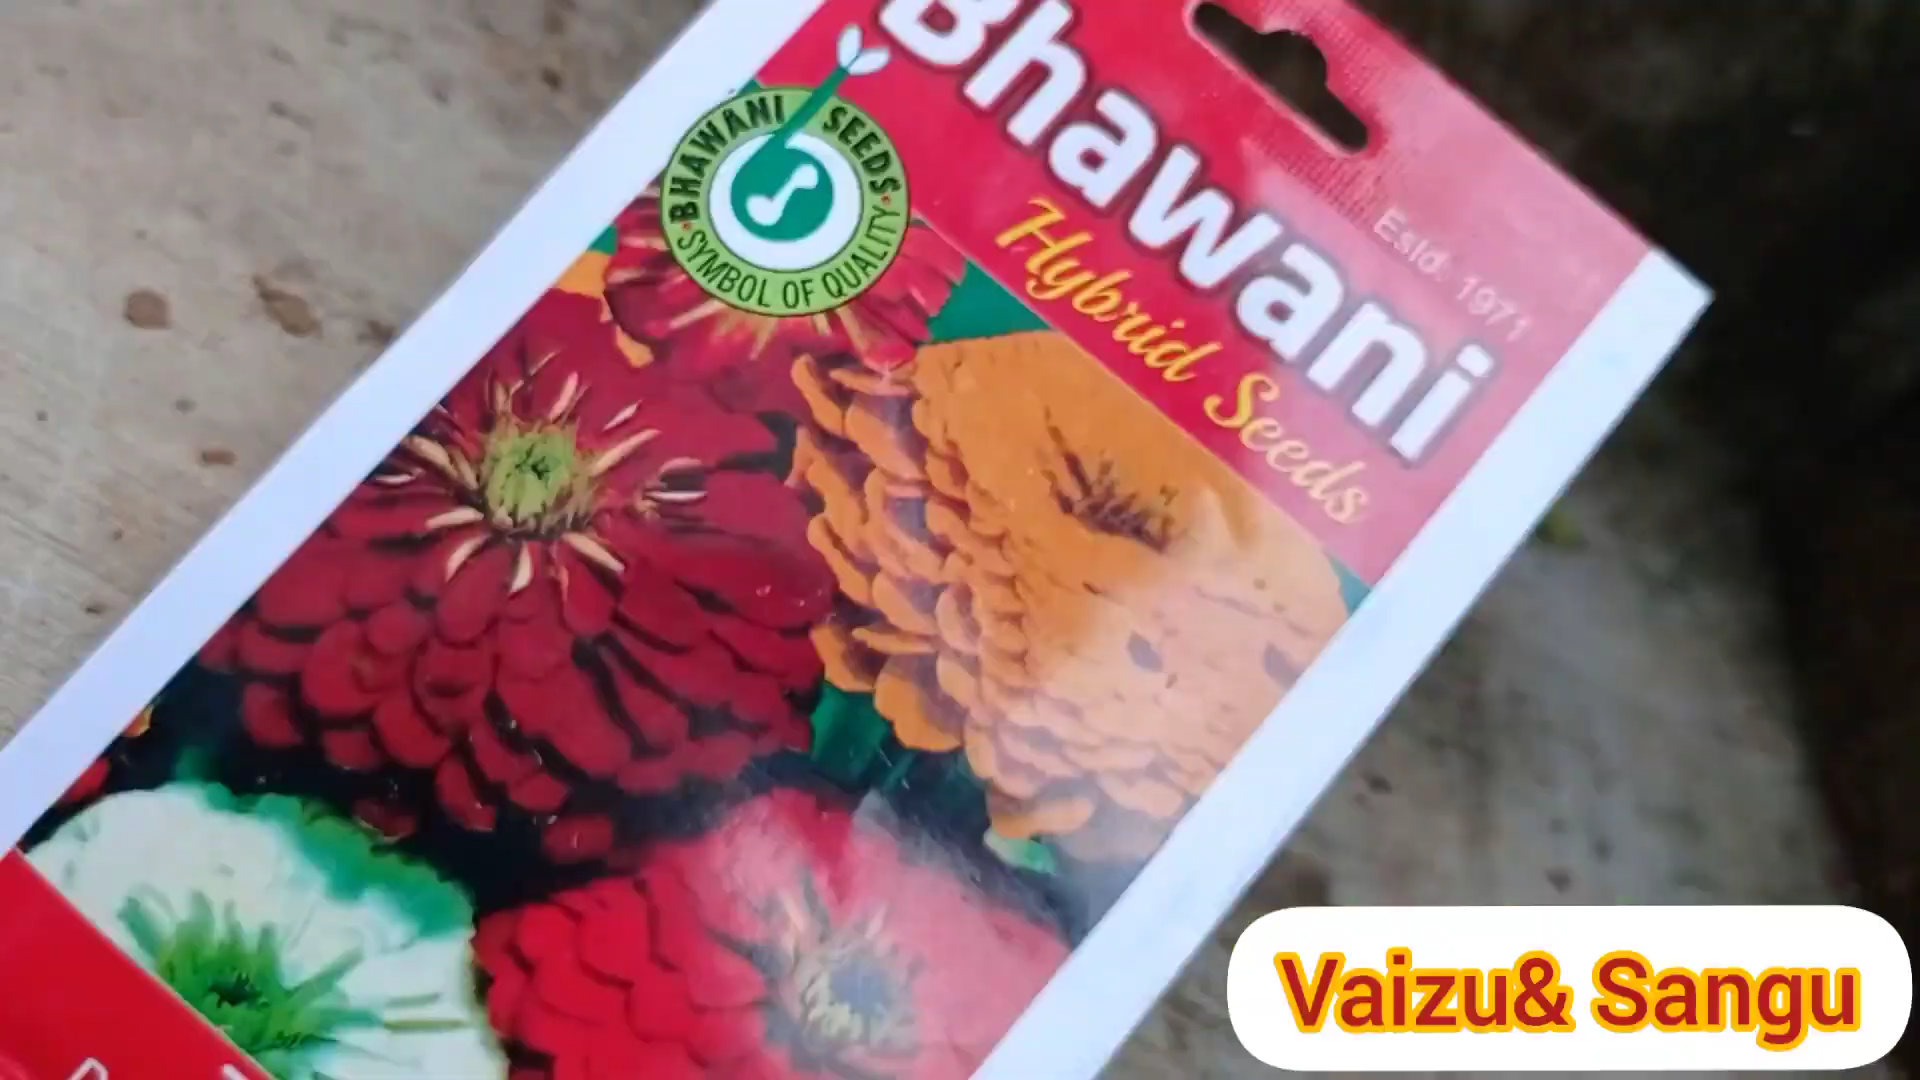 Bhawani
Estd. 1971
Hybrid Seeds
BHAWANI SEEDS
SYMBOL OF QUALITY
Vaizu& Sangu